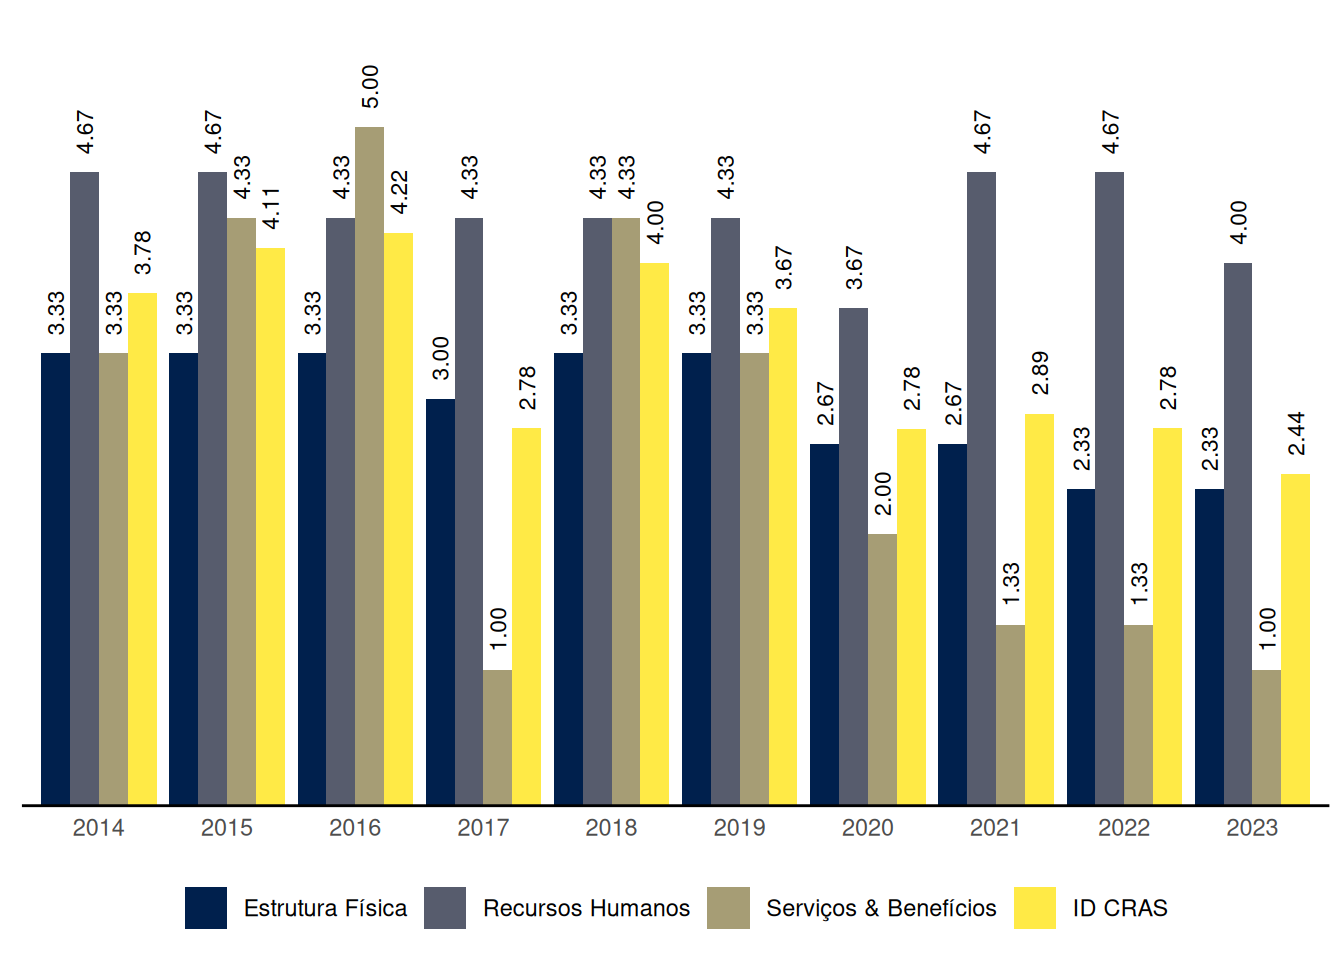 3.33 4.67 3.33 3.78
3.33 4.67 4.33 4.11
3.33 4.33 5.00 4.22
3.00 4.33 1.00 2.78
3.33 4.33 4.33 4.00
3.33 4.33 3.33 3.67
2.67 3.67 2.00 2.78
2.67 4.67 1.33 2.89
2.33 4.67 1.33 2.78
2.33 4.00 1.00 2.44
2014 2015 2016 2017 2018 2019 2020 2021 2022 2023
Estrutura Física Recursos Humanos Serviços & Benefícios ID CRAS